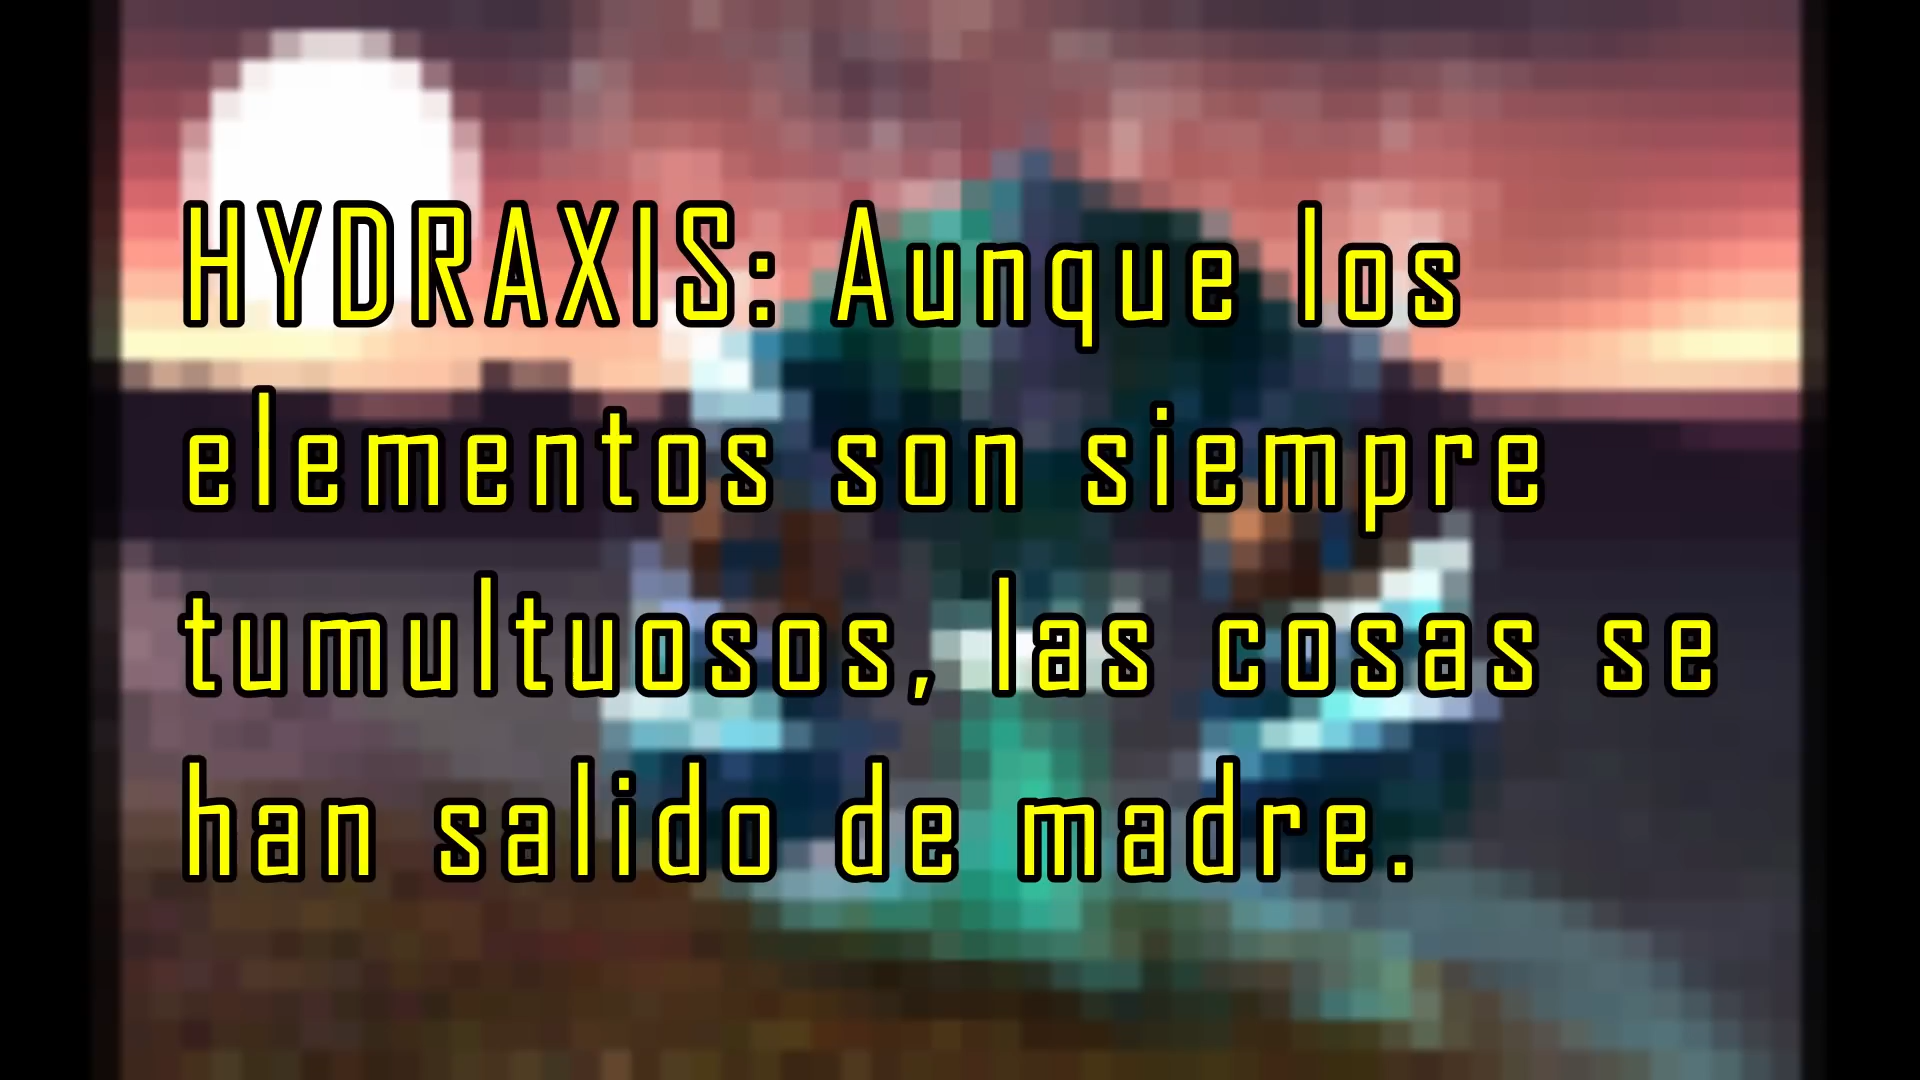 HYDRAXIS: Aunque los
elementos son siempre
tumultuosos, las cosas se
han salido de madre.